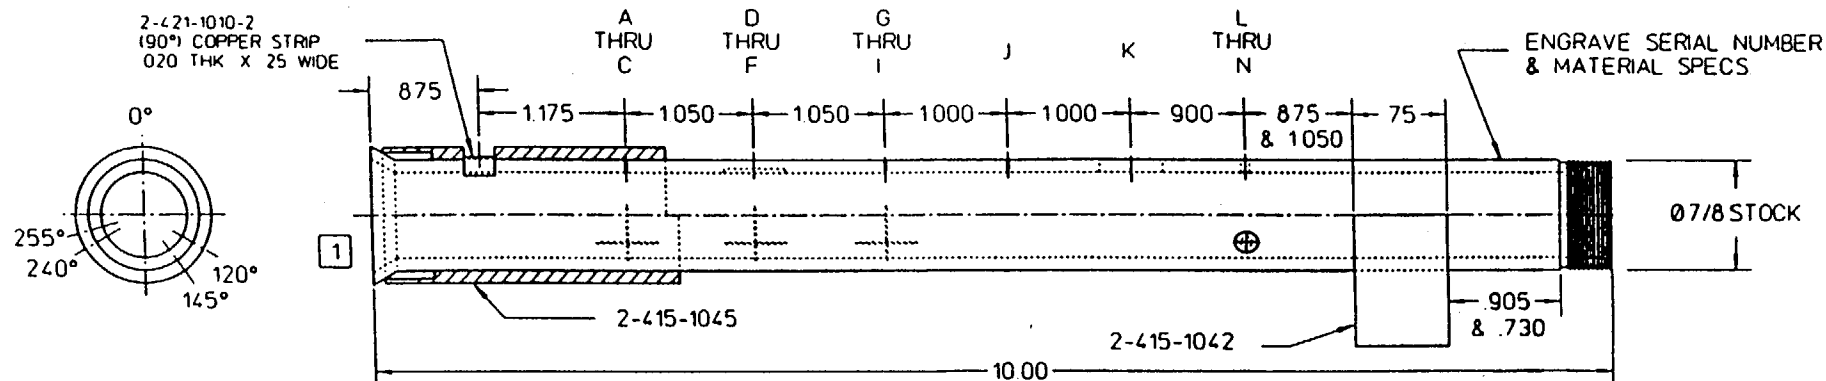 2-421-1010-2
(90°) COPPER STRIP
020 THK X 25 WIDE
A
THRU
C
D
THRU
F
G
THRU
I
J
K
L
THRU
N
ENGRAVE SERIAL NUMBER
& MATERIAL SPECS
875
1.175
1050
1.050
1000
1000
900
875
& 1050
75
0°
255°
240°
120°
145°
1
Ø7/8 STOCK
2-415-1045
2-415-1042
.905
& .730
10.00